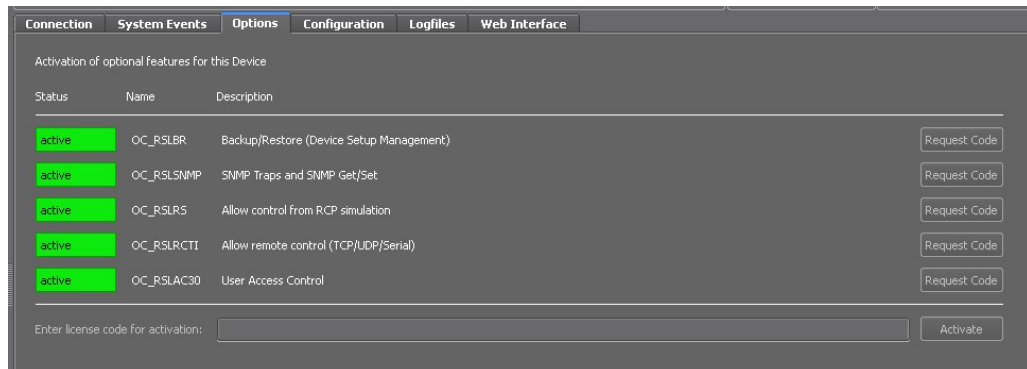 Connection System Events Options Configuration Logfiles Web Interface
Activation of optional features for this Device
Status Name Description
active OC_RSLBR Backup/Restore (Device Setup Management) Request Code
active OC_RSLSNMP SNMP Traps and SNMP Get/Set Request Code
active OC_RSLRS Allow control from RCP simulation Request Code
active OC_RSLRCTI Allow remote control (TCP/UDP/Serial) Request Code
active OC_RSLAC30 User Access Control Request Code
Enter license code for activation: Activate